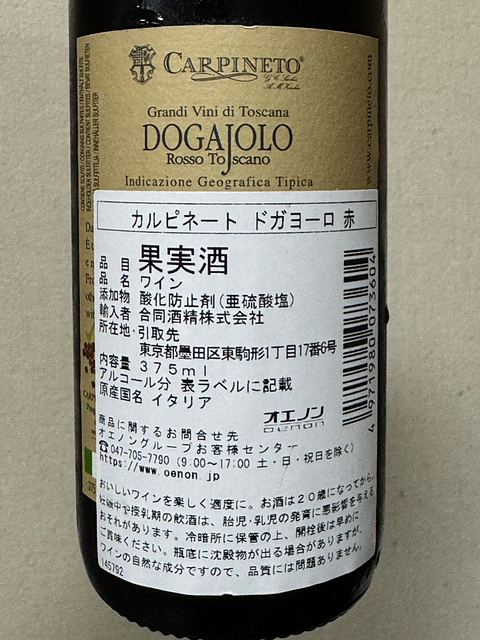 CARPINETO®
Grandi Vini di Toscana
DOGAJOLO
Rosso Toscano
Indicazione Geografica Tipica
www.carpineto.com
カルピネート ドガヨーロ 赤
品目 果実酒
品名 ワイン
添加物 酸化防止剤(亜硫酸塩)
輸入者 合同酒精株式会社
所在地・引取先
東京都墨田区東駒形1丁目17番6号
内容量 375ml
アルコール分 表ラベルに記載
原産国名 イタリア
4971980073604
オエノン
oenon
商品に関するお問合せ先
オエノングループお客様センター
☎047-705-7790(9:00~17:00 土・日・祝日を除く)
https://www.oenon.jp
おいしいワインを楽しく適度に。お酒は20歳になってから。
妊娠中や授乳期の飲酒は、胎児・乳児の発育に悪影響を与える
おそれがあります。冷暗所に保管の上、開栓後は早めに
ご賞味ください。瓶底に沈殿物が出る場合がありますが、
ワインの自然な成分ですので、品質には問題ありません。
145792